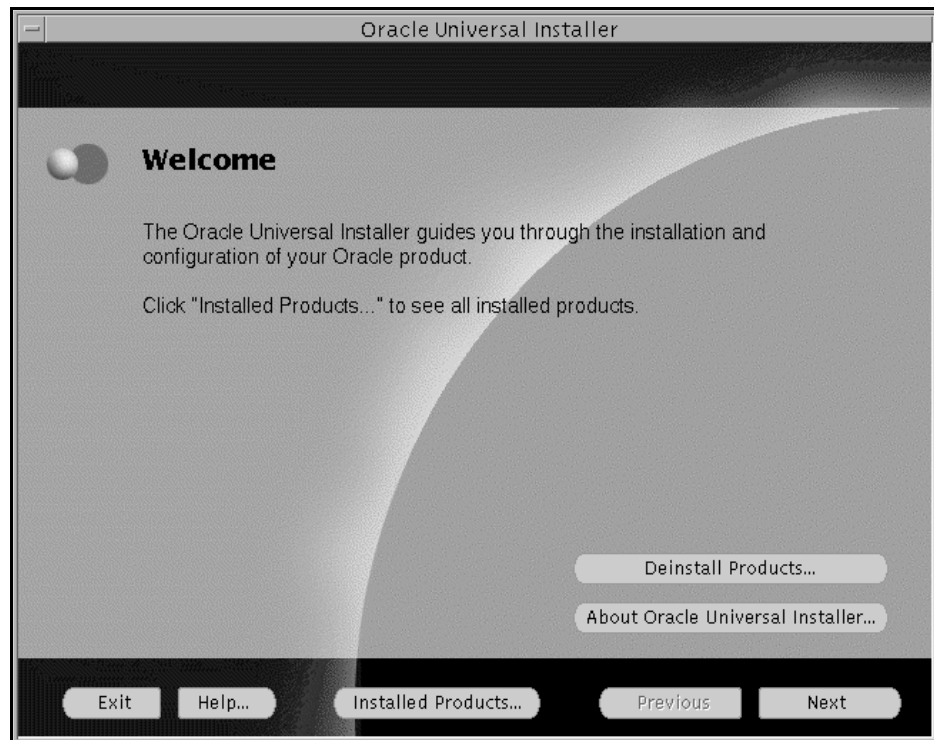 Oracle Universal Installer
Welcome
The Oracle Universal Installer guides you through the installation and
configuration of your Oracle product.
Click "Installed Products..." to see all installed products.
Deinstall Products...
About Oracle Universal Installer...
Exit
Help...
Installed Products...
Previous
Next